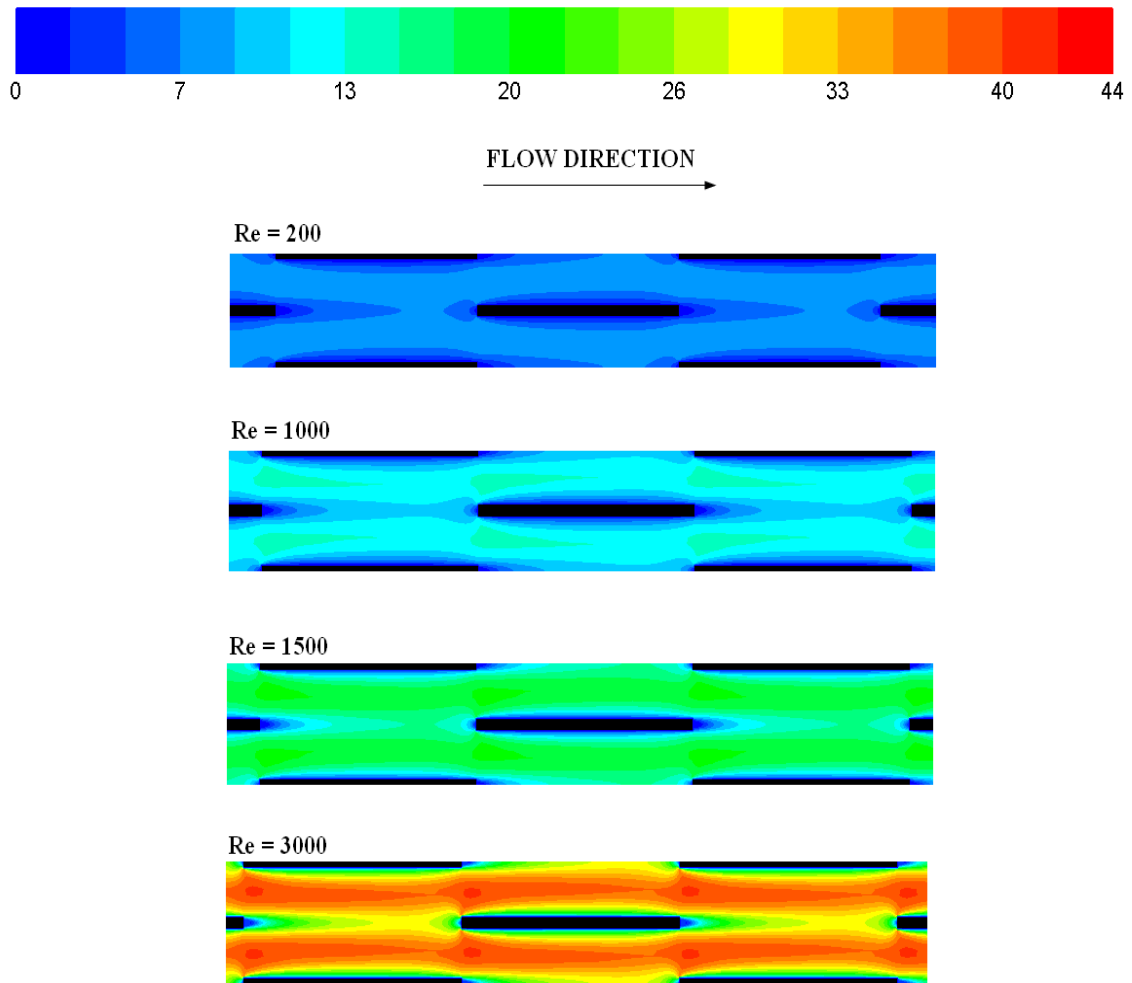 0 7 13 20 26 33 40 44
FLOW DIRECTION
Re = 200
Re = 1000
Re = 1500
Re = 3000